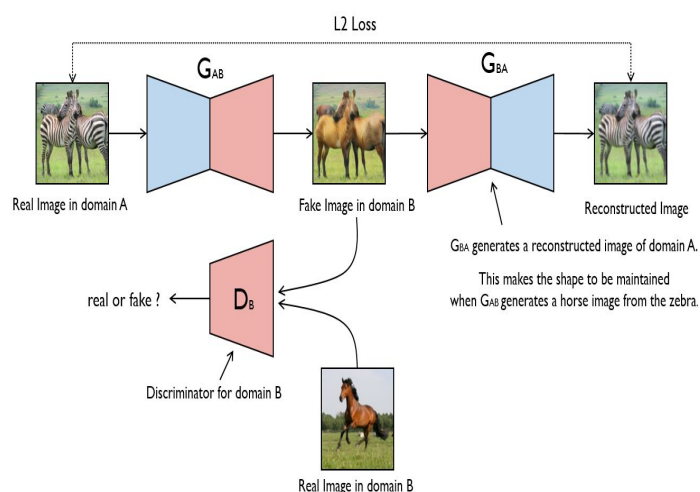 L2 Loss
GAB
GBA
Real Image in domain A
Fake Image in domain B
Reconstructed Image
GBA generates a reconstructed image of domain A.
This makes the shape to be maintained
when GAB generates a horse image from the zebra.
real or fake ?
DB
Discriminator for domain B
Real Image in domain B